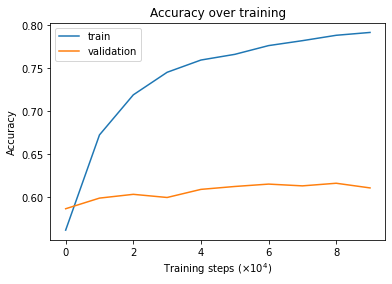 Accuracy over training
train
validation
Accuracy
0.80
0.75
0.70
0.65
0.60
0 2 4 6 8
Training steps (×10⁴)